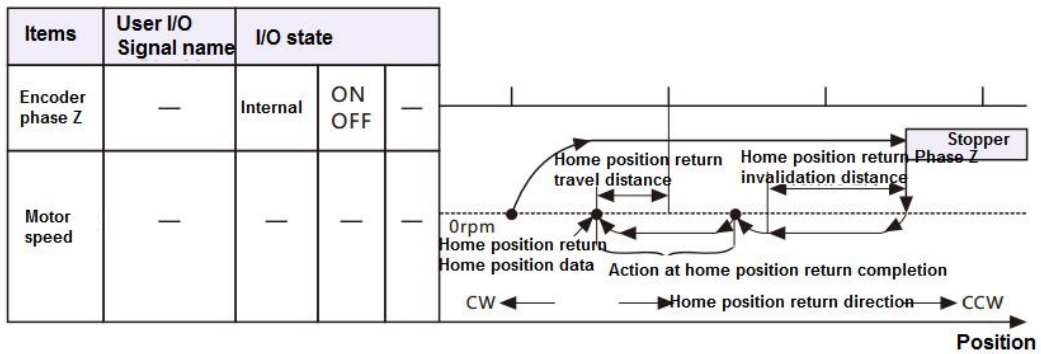 Items
User I/O
Signal name
I/O state
Encoder
phase Z
—
Internal
ON
OFF
—
Stopper
Home position return
travel distance
Home position return Phase Z
invalidation distance
Motor
speed
—
—
—
—
0rpm
Home position return
Home position data
Action at home position return completion
CW
Home position return direction
CCW
Position